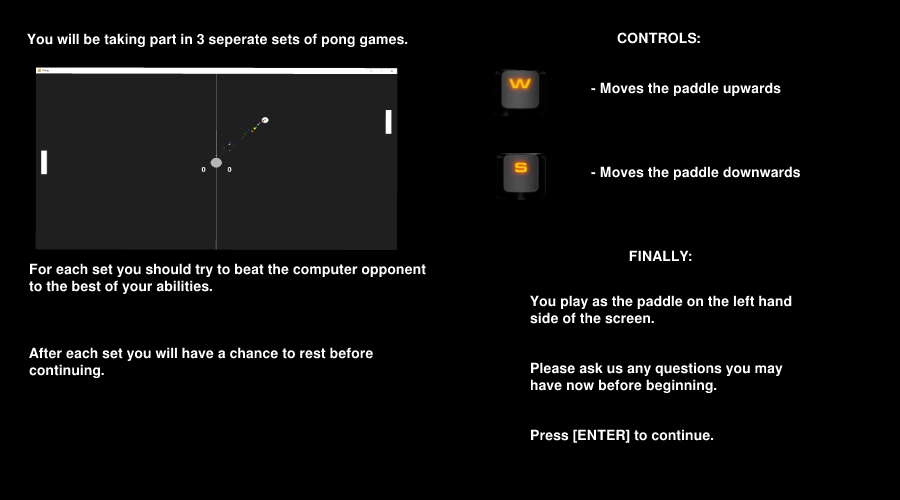 You will be taking part in 3 seperate sets of pong games.
0 0
For each set you should try to beat the computer opponent
to the best of your abilities.
After each set you will have a chance to rest before
continuing.
CONTROLS:
W
- Moves the paddle upwards
S
- Moves the paddle downwards
FINALLY:
You play as the paddle on the left hand
side of the screen.
Please ask us any questions you may
have now before beginning.
Press [ENTER] to continue.